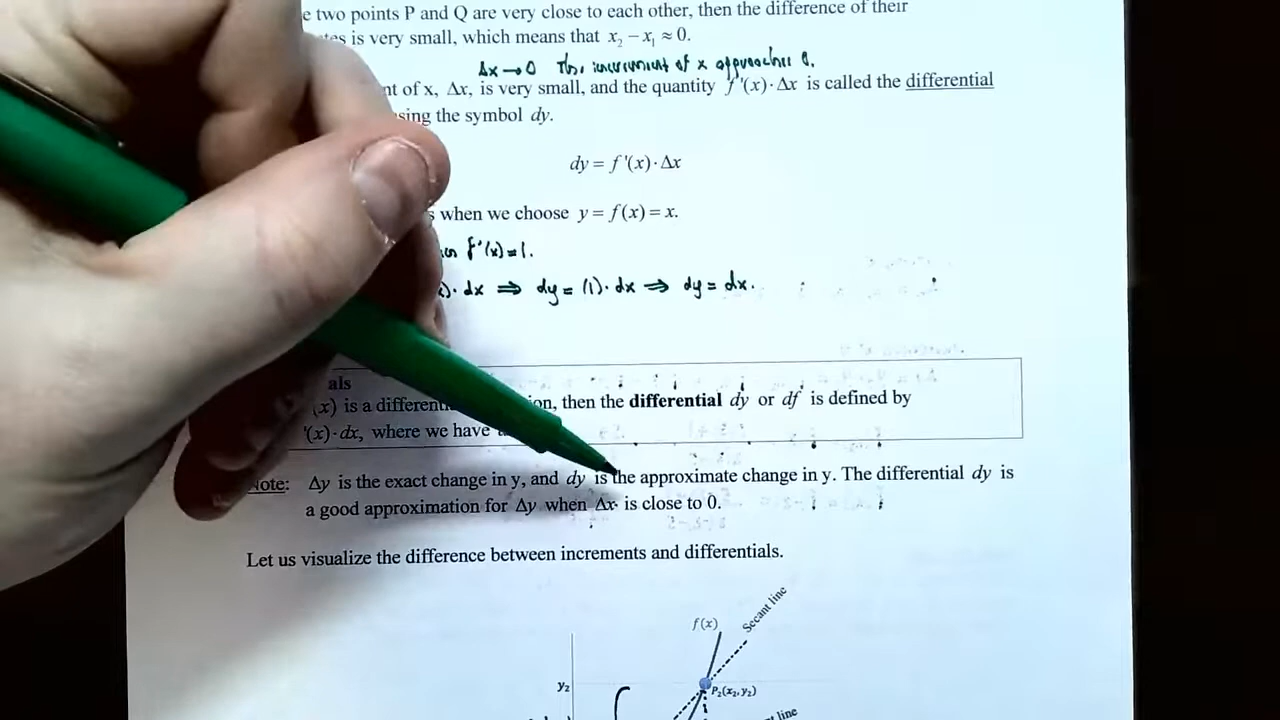 e two points P and Q are very close to each other, then the difference of their
is very small, which means that x₂ – x₁ ≈ 0.
Δx → 0 This increment of x approaches 0.
nt of x, Δx, is very small, and the quantity f '(x)·Δx is called the differential
sing the symbol dy.
dy = f '(x)·Δx
s when we choose y = f(x) = x.
f'(x) = 1.
). dx ⇒ dy = (1). dx ⇒ dy = dx.
als
(x) is a different ion, then the differential dy or df is defined by
'(x)·dx, where we have
Note: Δy is the exact change in y, and dy is the approximate change in y. The differential dy is
a good approximation for Δy when Δx is close to 0.
Let us visualize the difference between increments and differentials.
f(x)
Secant line
y₂
P₂(x₂, y₂)
line